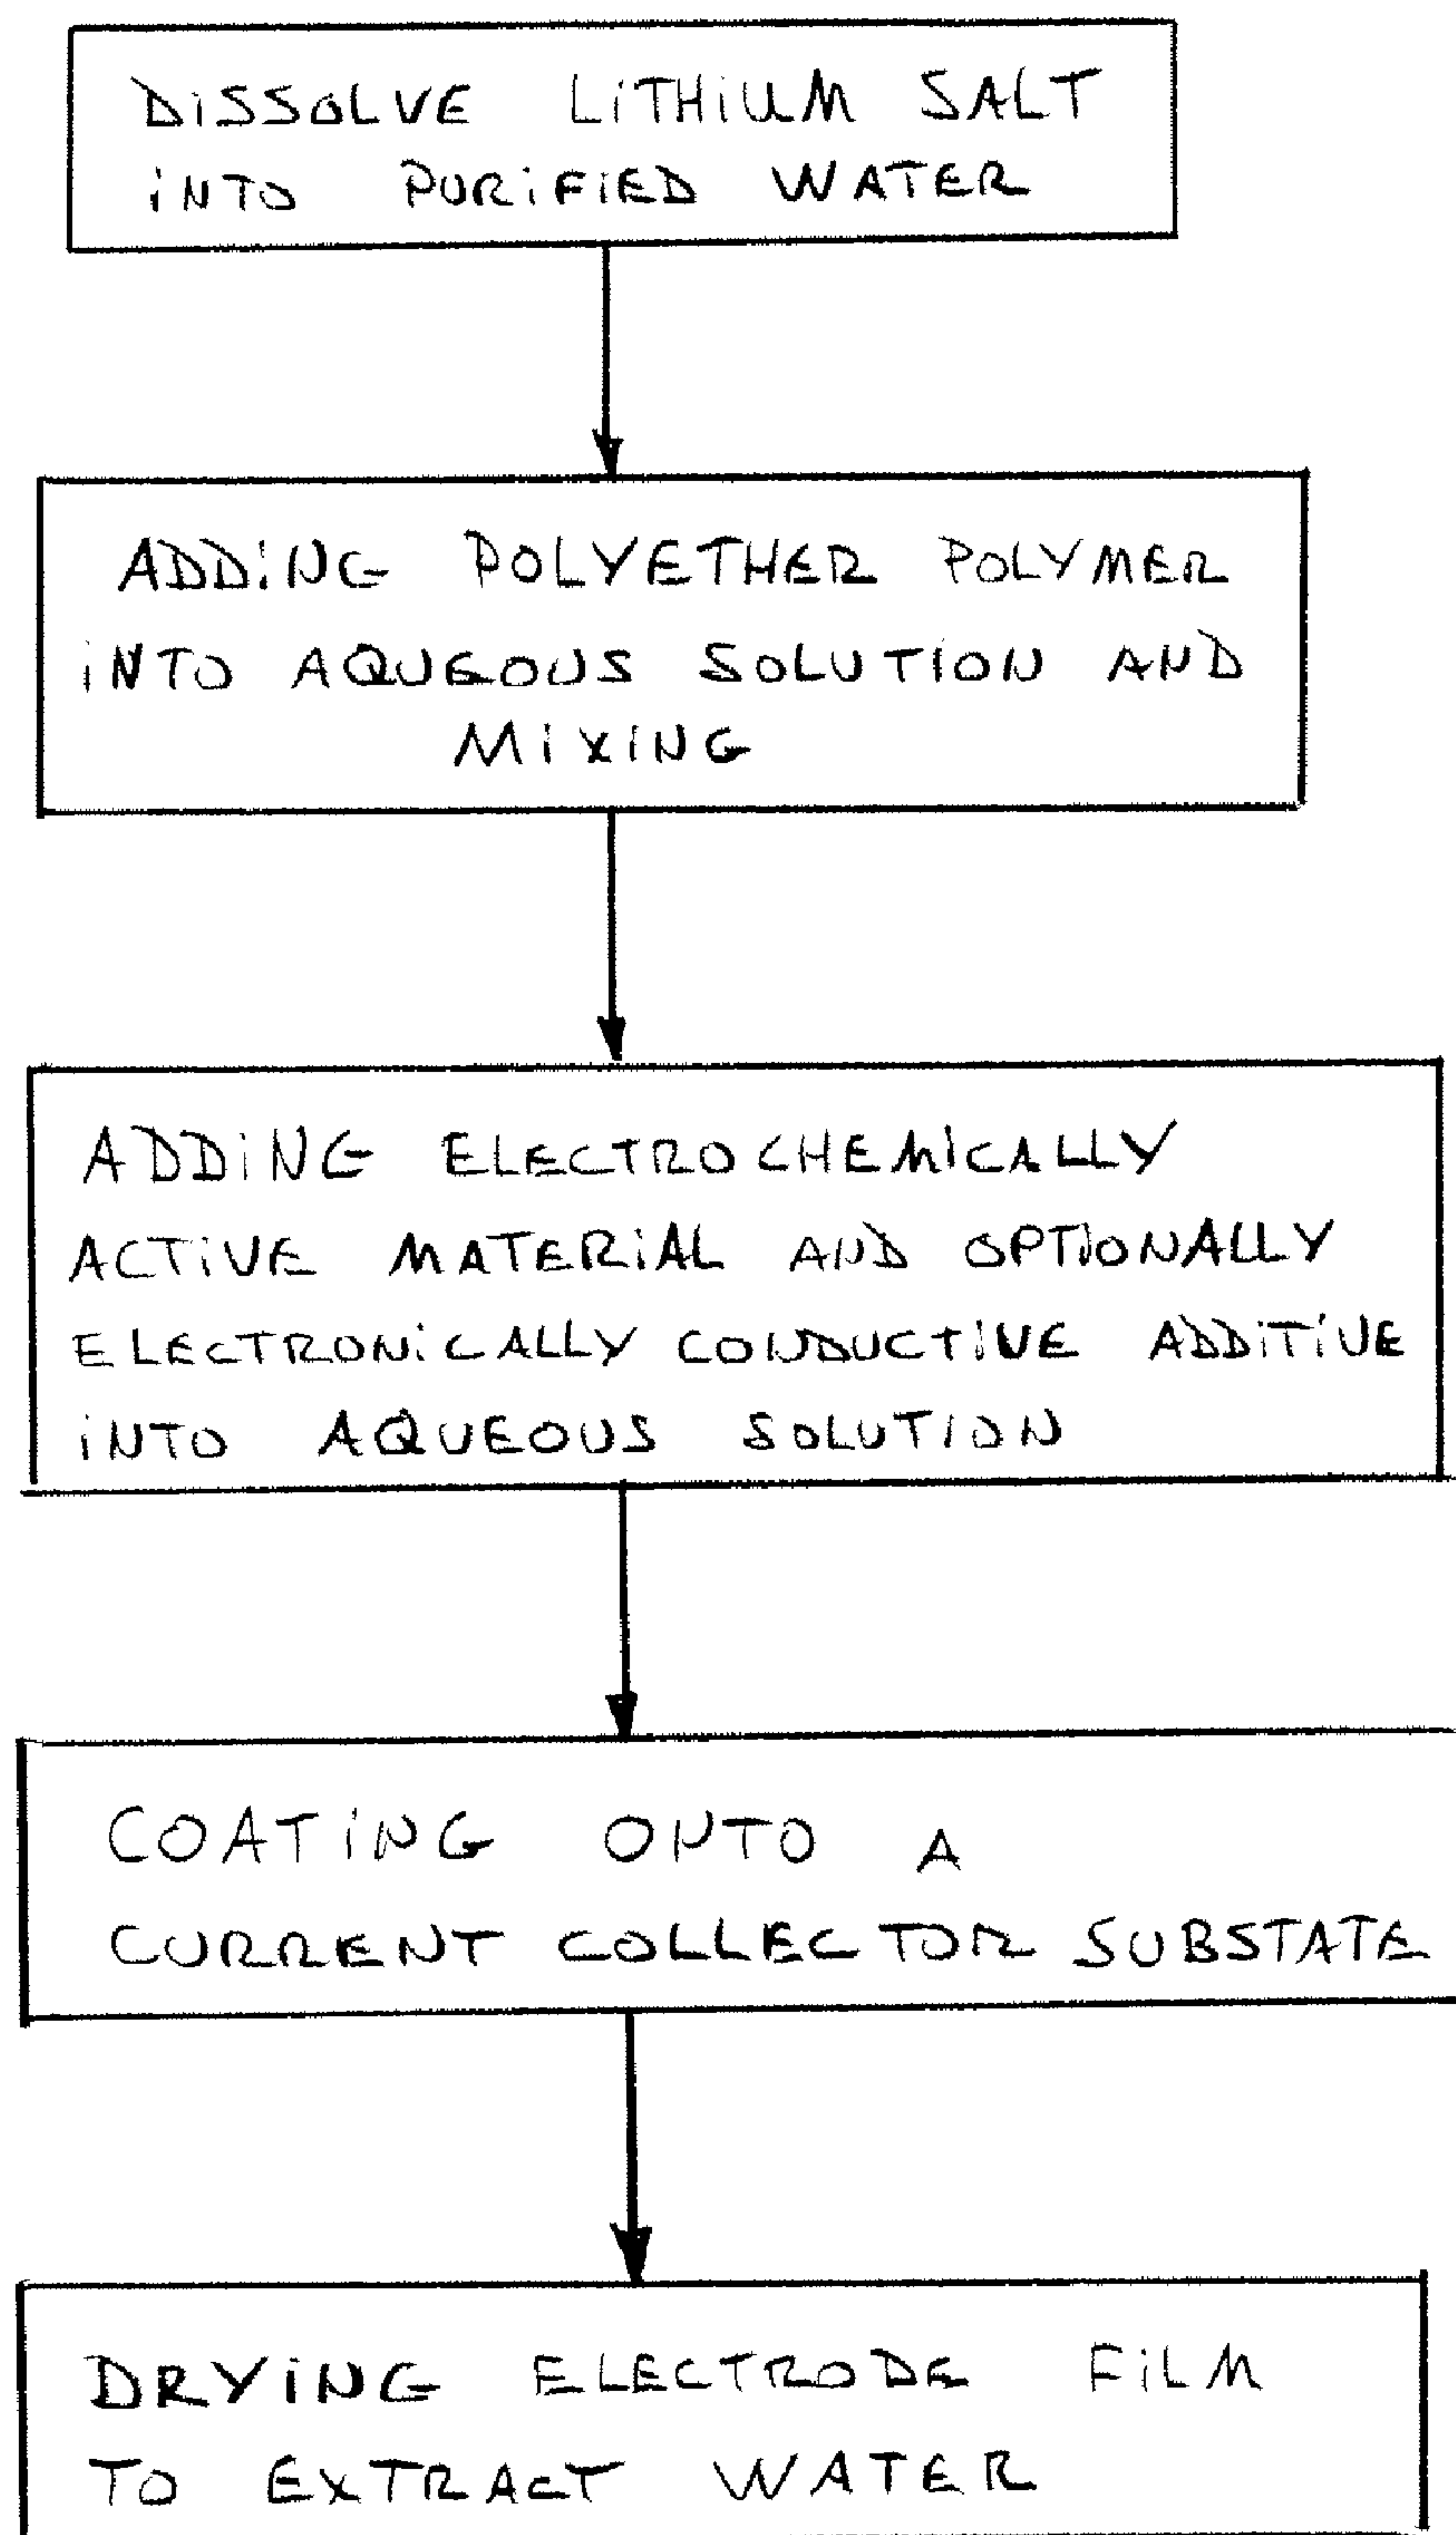 DISSOLVE LITHIUM SALT
INTO PURIFIED WATER
ADDING POLYETHER POLYMER
INTO AQUEOUS SOLUTION AND
MIXING
ADDING ELECTROCHEMICALLY
ACTIVE MATERIAL AND OPTIONALLY
ELECTRONICALLY CONDUCTIVE ADDITIVE
INTO AQUEOUS SOLUTION
COATING ONTO A
CURRENT COLLECTOR SUBSTATE
DRYING ELECTRODE FILM
TO EXTRACT WATER